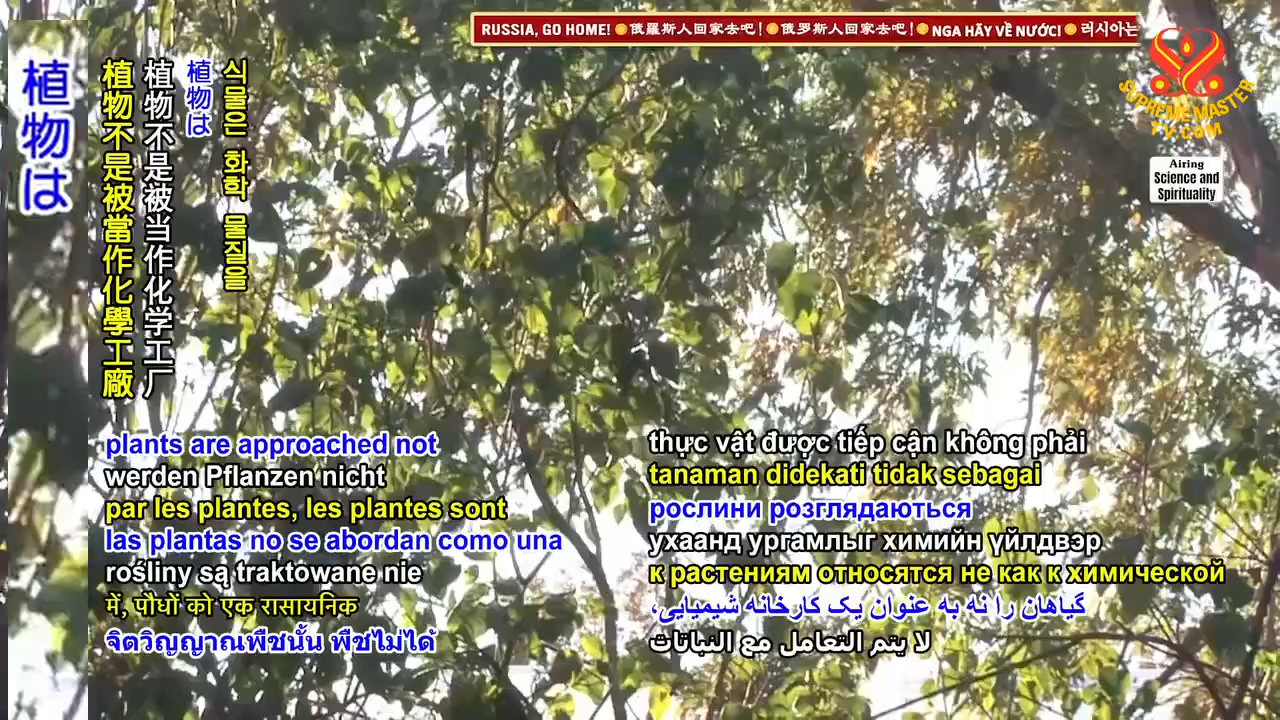 RUSSIA, GO HOME! 俄羅斯人回家去吧! 俄罗斯人回家去吧! NGA HÃY VỀ NƯỚC! 러시아는
SUPREME MASTER
TV.COM
Airing
Science and
Spirituality
植物は
植物不是被當作化學工廠
植物不是被当作化学工厂
植物は
식물은 화학 물질을
plants are approached not
werden Pflanzen nicht
par les plantes, les plantes sont
las plantas no se abordan como una
rośliny są traktowane nie
में, पौधों को एक रासायनिक
จิตวิญญาณพืชนั้น พืชไม่ได้
thực vật được tiếp cận không phải
tanaman didekati tidak sebagai
рослини розглядаються
ухаанд ургамлыг химийн үйлдвэр
к растениям относятся не как к химической
گیاهان را نه به عنوان یک کارخانه شیمیایی،
لا يتم التعامل مع النباتات